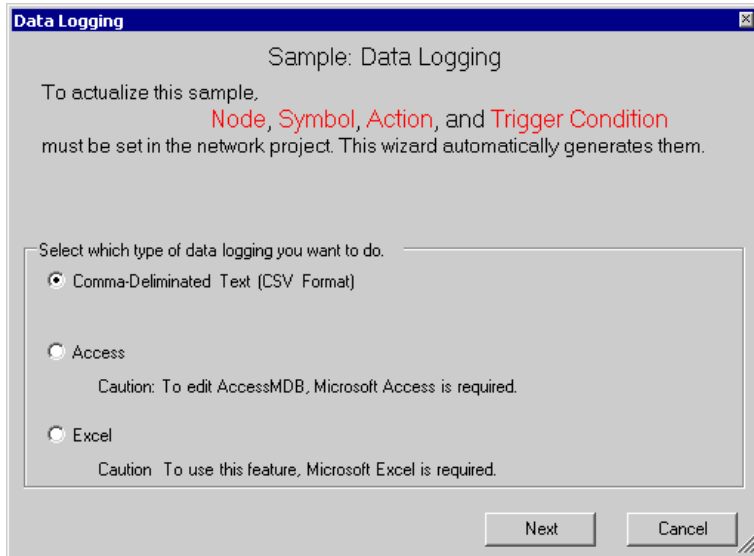 Data Logging
Sample: Data Logging
To actualize this sample,
Node, Symbol, Action, and Trigger Condition
must be set in the network project. This wizard automatically generates them.
Select which type of data logging you want to do.
Comma-Deliminated Text (CSV Format)
Access
Caution: To edit AccessMDB, Microsoft Access is required.
Excel
Caution To use this feature, Microsoft Excel is required.
Next Cancel